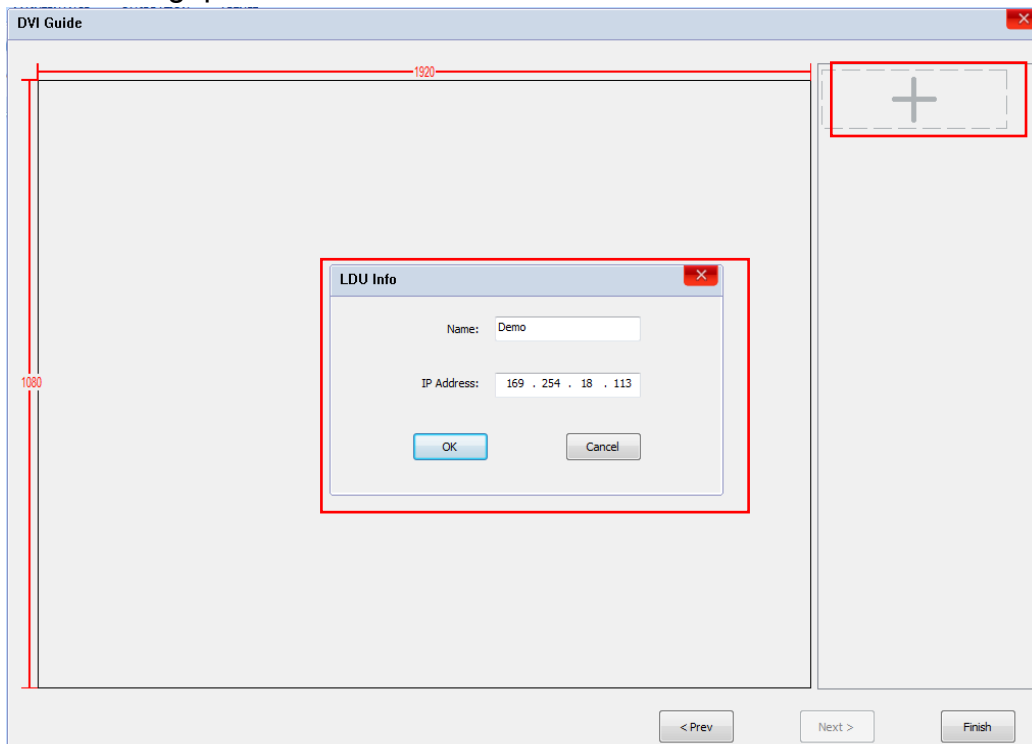 DVI Guide
1920
1080
LDU Info
Name: Demo
IP Address: 169 . 254 . 18 . 113
OK Cancel
< Prev Next > Finish